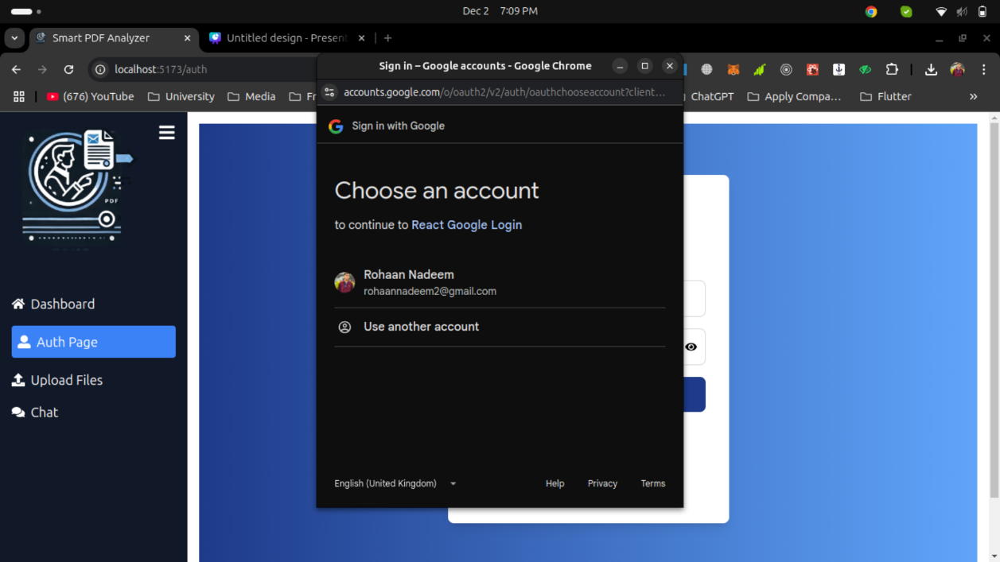 Dec 2 7:09 PM
Smart PDF Analyzer
Untitled design - Present
localhost:5173/auth
(676) YouTube
University
Media
Fr
ChatGPT
Apply Compa...
Flutter
Sign in – Google accounts - Google Chrome
accounts.google.com/o/oauth2/v2/auth/oauthchooseaccount?client...
Sign in with Google
Choose an account
to continue to React Google Login
Rohaan Nadeem
rohaannadeem2@gmail.com
Use another account
English (United Kingdom)
Help
Privacy
Terms
PDF
Dashboard
Auth Page
Upload Files
Chat